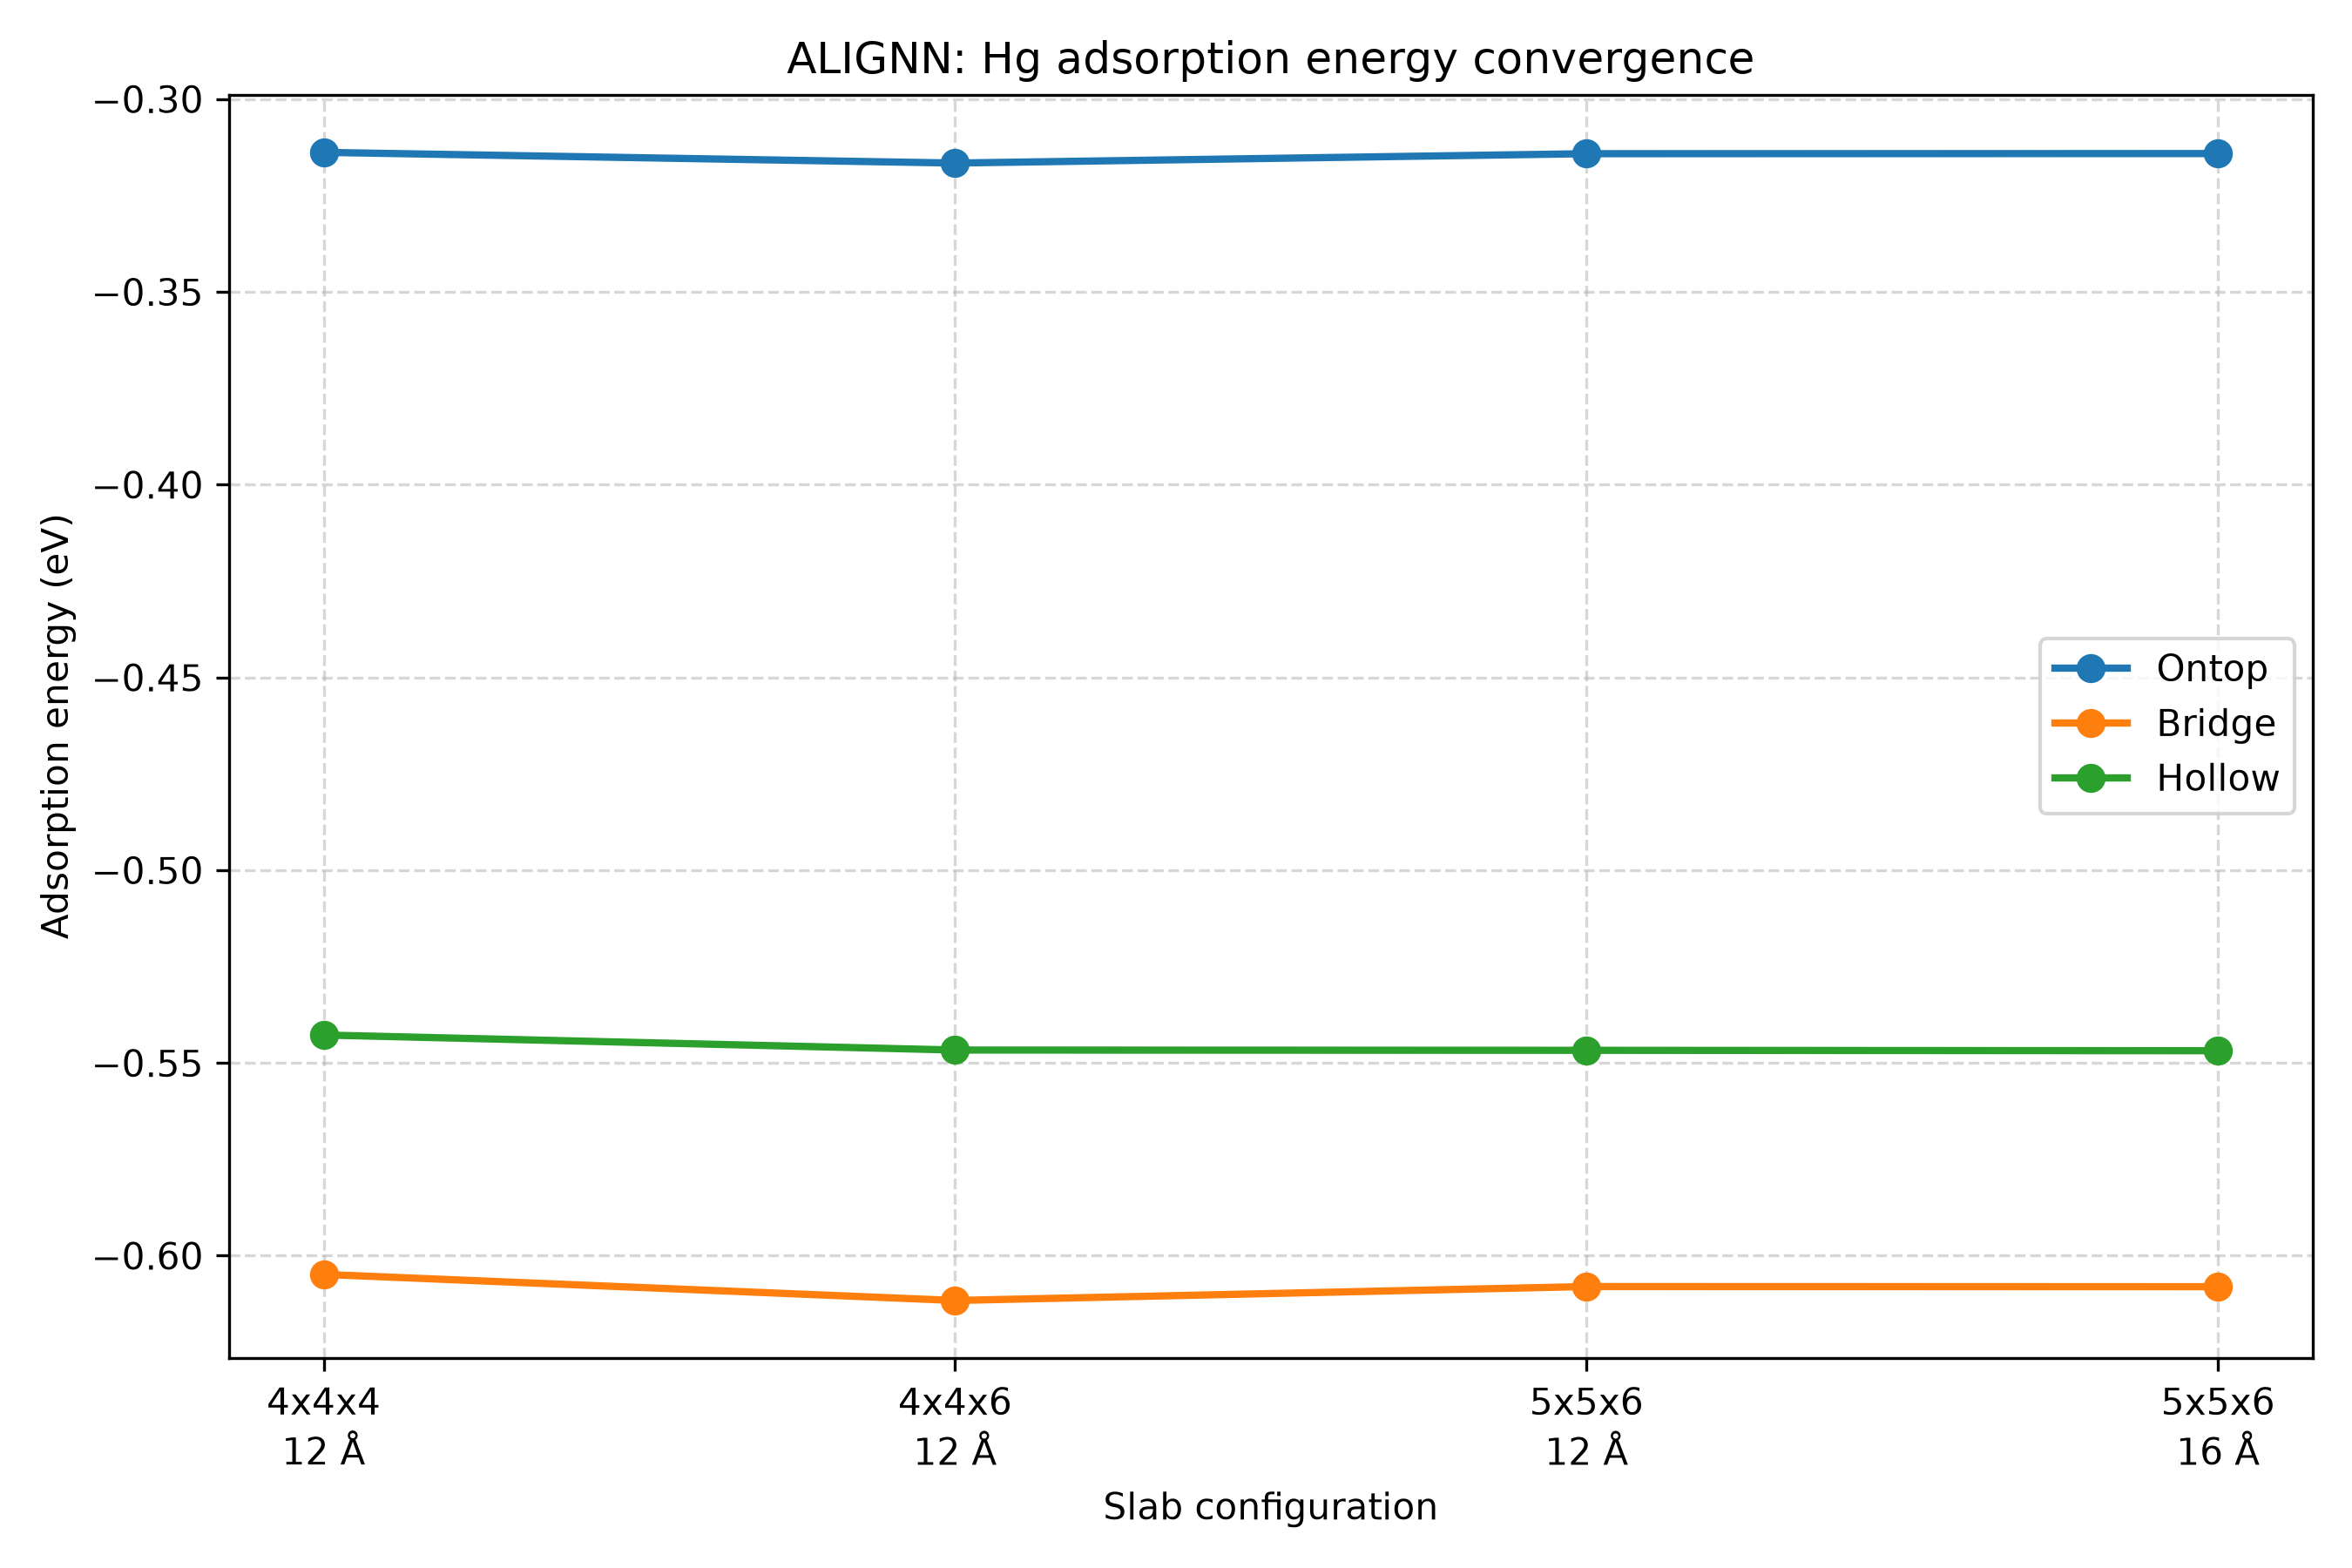 ALIGNN: Hg adsorption energy convergence
−0.30
−0.35
−0.40
−0.45
−0.50
−0.55
−0.60
Adsorption energy (eV)
Ontop
Bridge
Hollow
4x4x4
12 Å
4x4x6
12 Å
5x5x6
12 Å
5x5x6
16 Å
Slab configuration